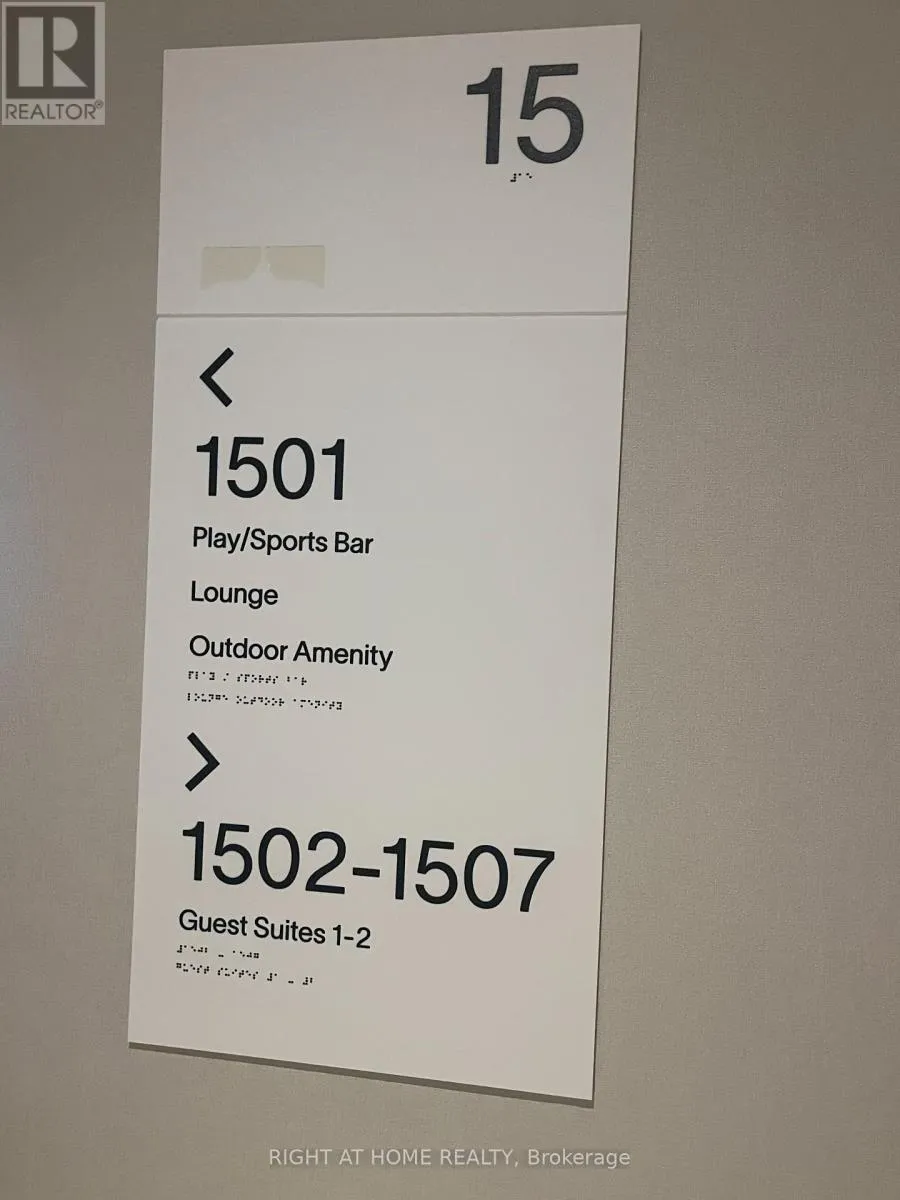 REALTOR®
15
1501
Play/Sports Bar
Lounge
Outdoor Amenity
1502-1507
Guest Suites 1-2
RIGHT AT HOME REALTY, Brokerage